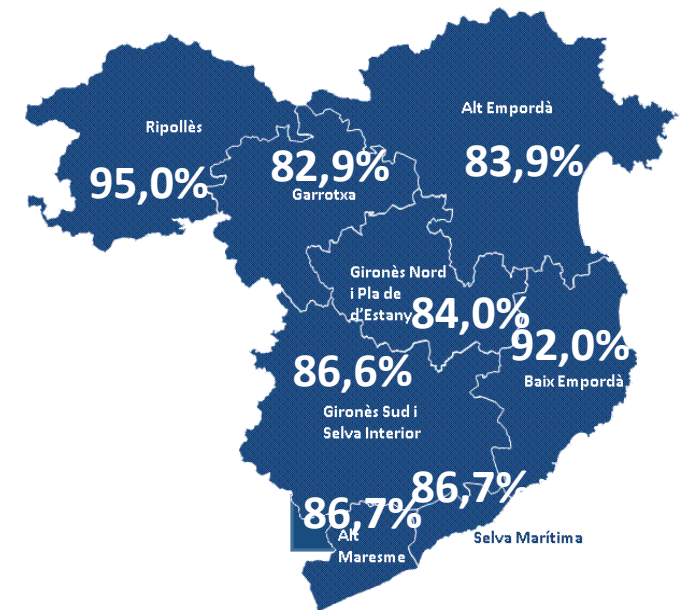 Alt Empordà
Ripollès
83,9%
82,9%
95,0%
Garrotxa
Gironès Nord
i Pla de
d'Estany
84,0%
92,0%
86,6%
Baix Empordà
Gironès Sud i
Selva Interior
86,7%
86,7%
Alt
Maresme
Selva Marítima